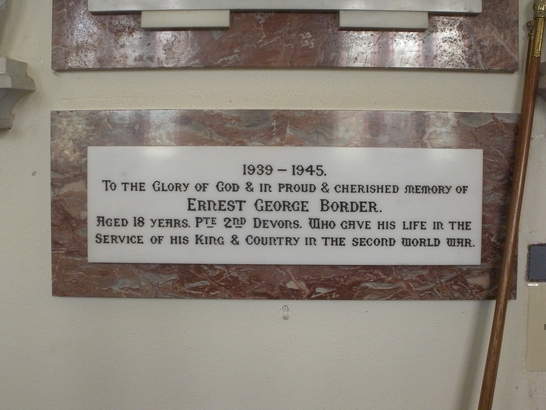 1939 – 1945.
To the Glory of God & in proud & cherished memory of
Ernest George Border.
Aged 18 years. Pte 2nd Devons. Who gave his life in the
Service of his King & Country in the second world war.